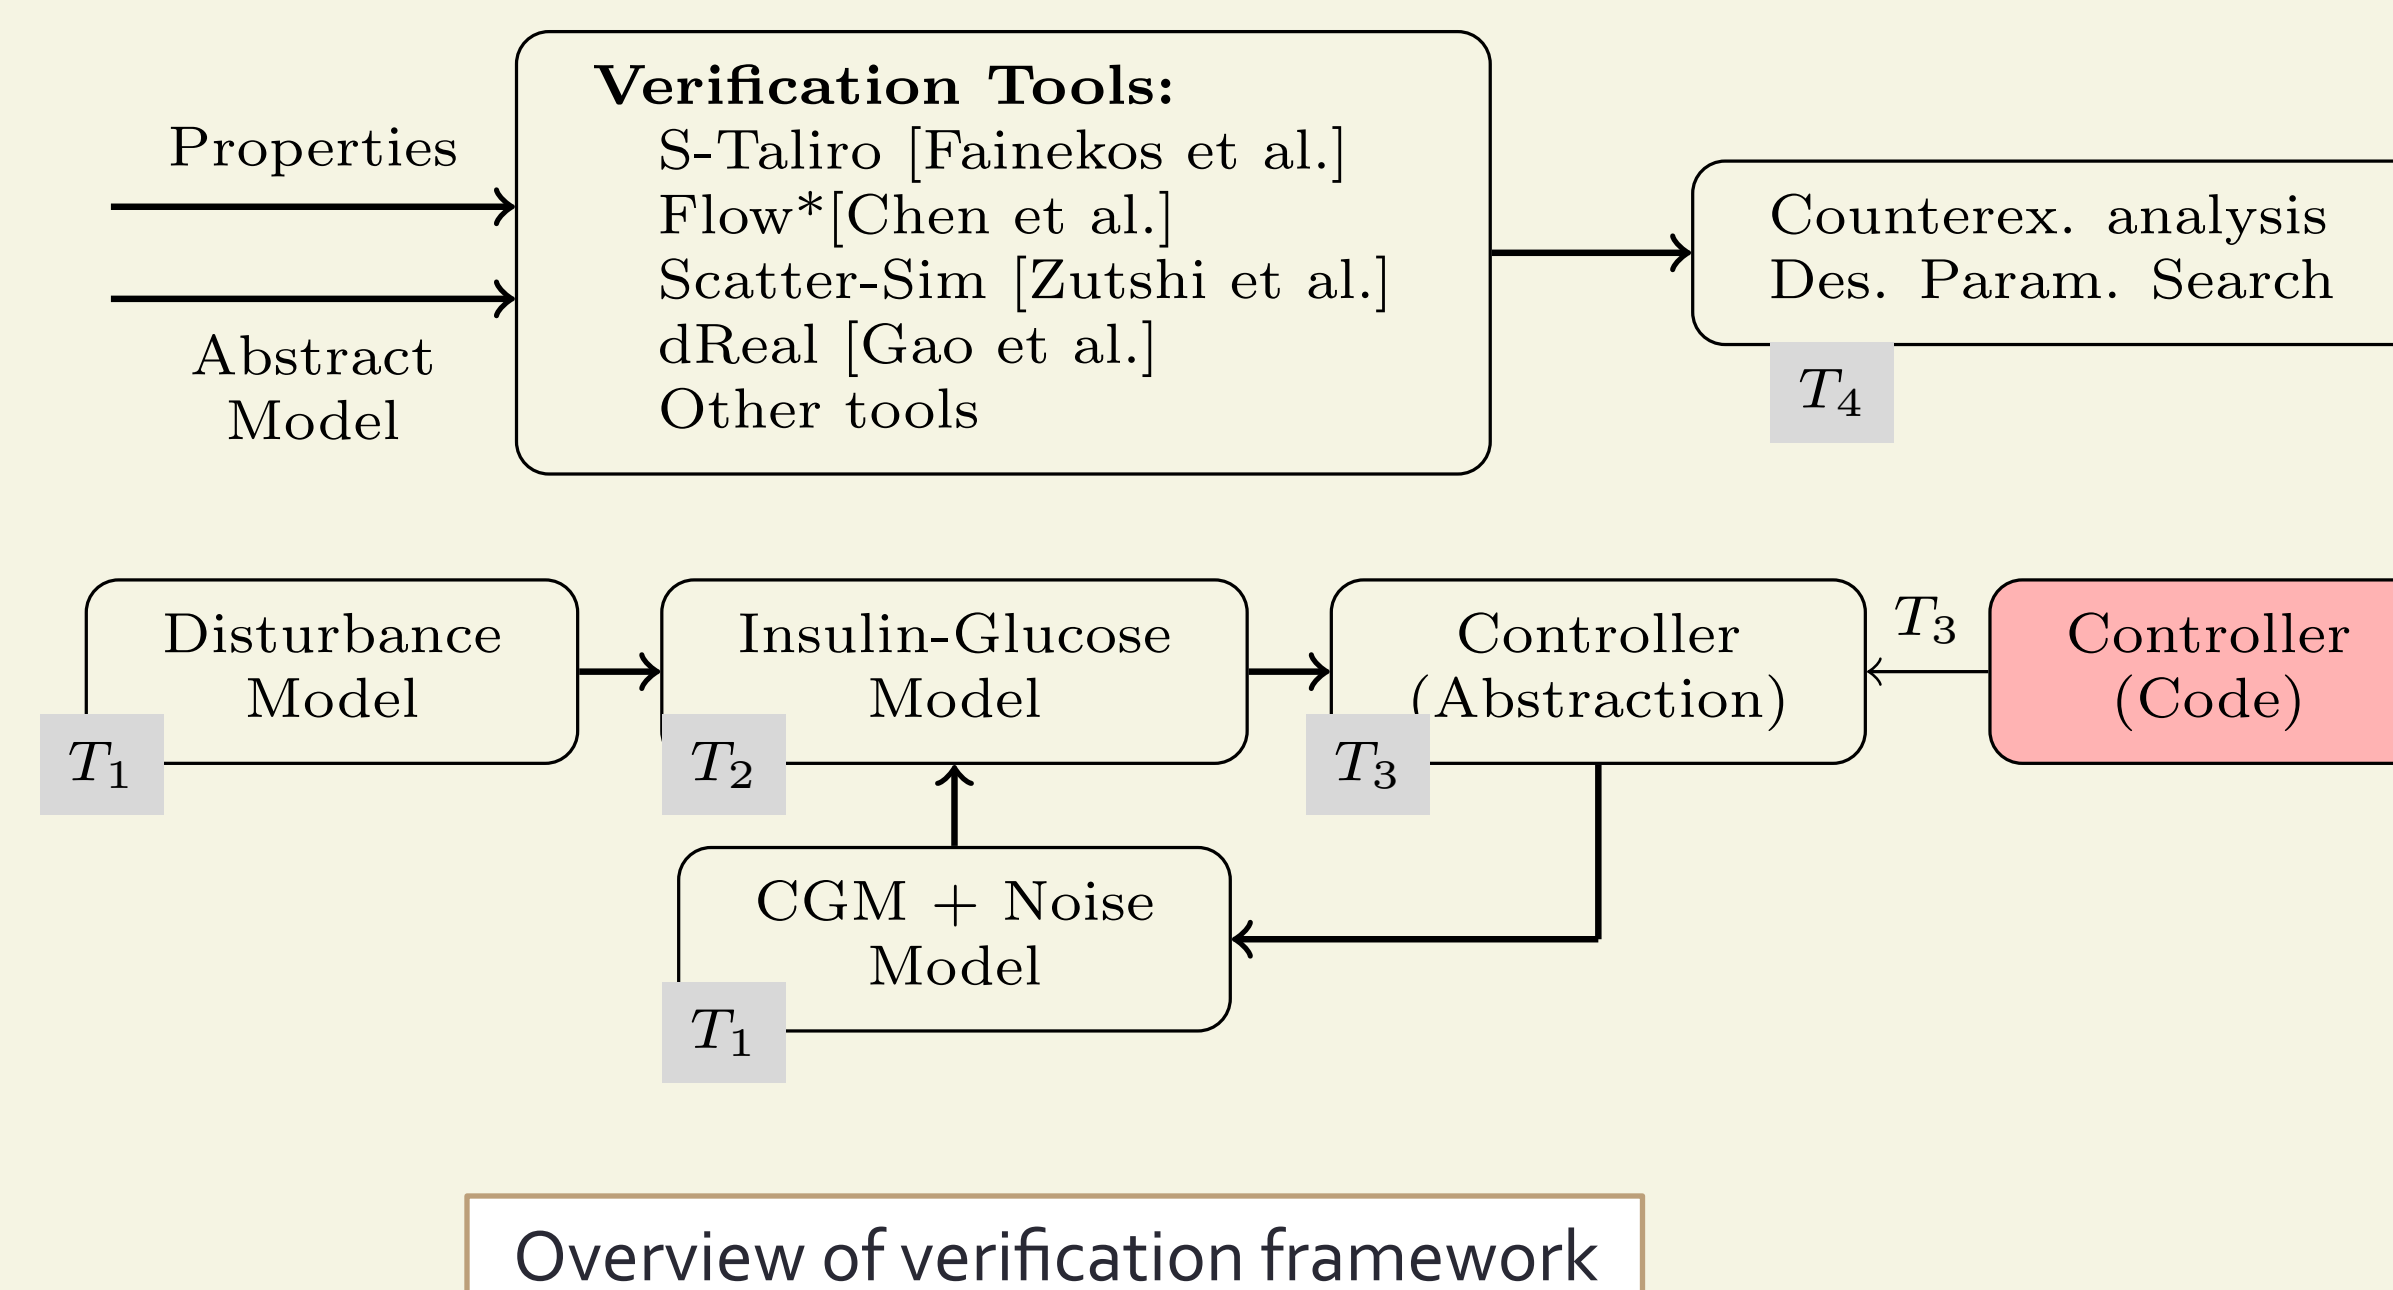 Properties
Abstract
Model
Verification Tools:
S-Taliro [Fainekos et al.]
Flow*[Chen et al.]
Scatter-Sim [Zutshi et al.]
dReal [Gao et al.]
Other tools
Counterex. analysis
Des. Param. Search
T4
Disturbance
Model
T1
Insulin-Glucose
Model
T2
Controller
(Abstraction)
T3
T3
Controller
(Code)
CGM + Noise
Model
T1
Overview of verification framework